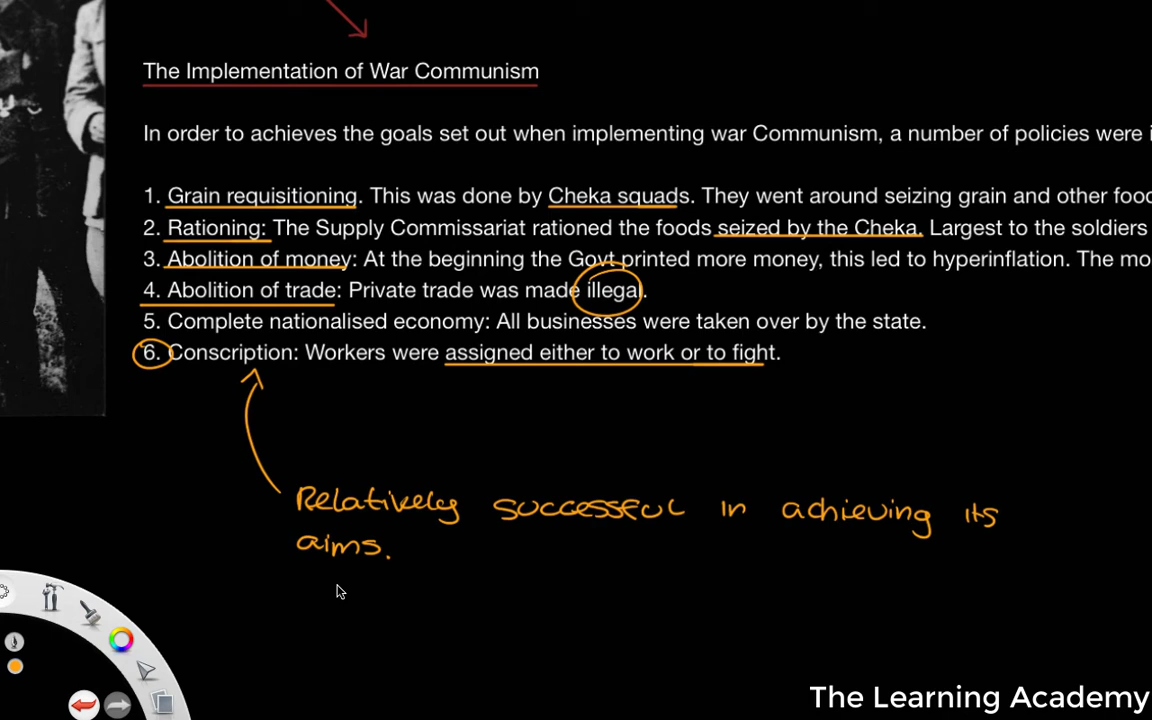 The Implementation of War Communism
In order to achieves the goals set out when implementing war Communism, a number of policies were
1. Grain requisitioning. This was done by Cheka squads. They went around seizing grain and other
2. Rationing: The Supply Commissariat rationed the foods seized by the Cheka. Largest to the soldiers
3. Abolition of money: At the beginning the Govt printed more money, this led to hyperinflation. The
4. Abolition of trade: Private trade was made illegal.
5. Complete nationalised economy: All businesses were taken over by the state.
6. Conscription: Workers were assigned either to work or to fight.
Relatively successful in achieving its
aims.
The Learning Academy